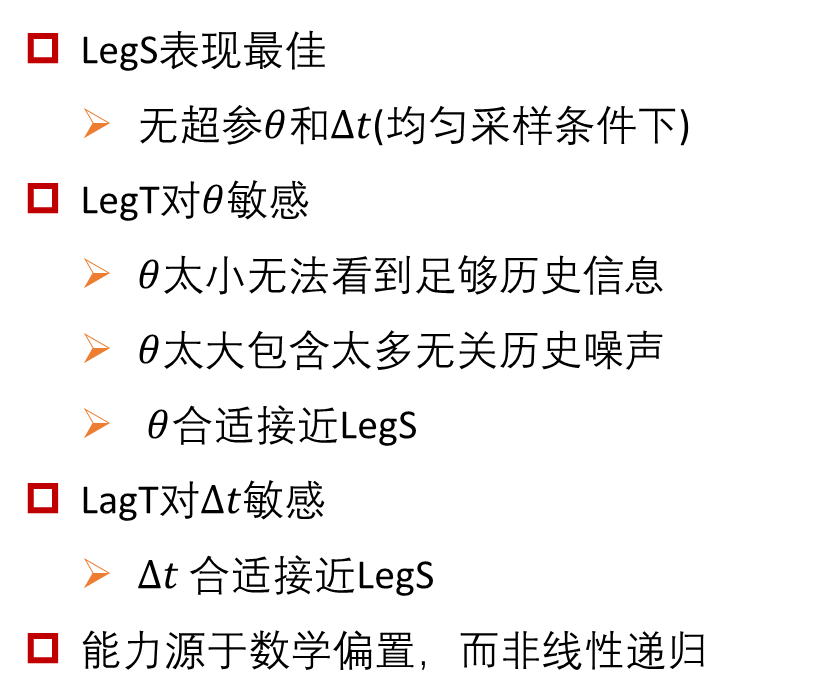 LegS表现最佳
无超参𝜃和Δ𝑡(均匀采样条件下)
LegT对𝜃敏感
𝜃太小无法看到足够历史信息
𝜃太大包含太多无关历史噪声
𝜃合适接近LegS
LagT对Δ𝑡敏感
Δ𝑡 合适接近LegS
能力源于数学偏置，而非线性递归